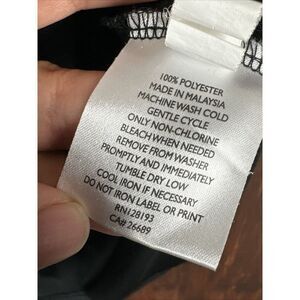 100% POLYESTER
MADE IN MALAYSIA
MACHINE WASH COLD
GENTLE CYCLE
ONLY NON-CHLORINE
BLEACH WHEN NEEDED
REMOVE FROM WASHER
PROMPTLY AND IMMEDIATELY
TUMBLE DRY LOW
COOL IRON IF NECESSARY
DO NOT IRON LABEL OR PRINT
RN128193
CA# 26689